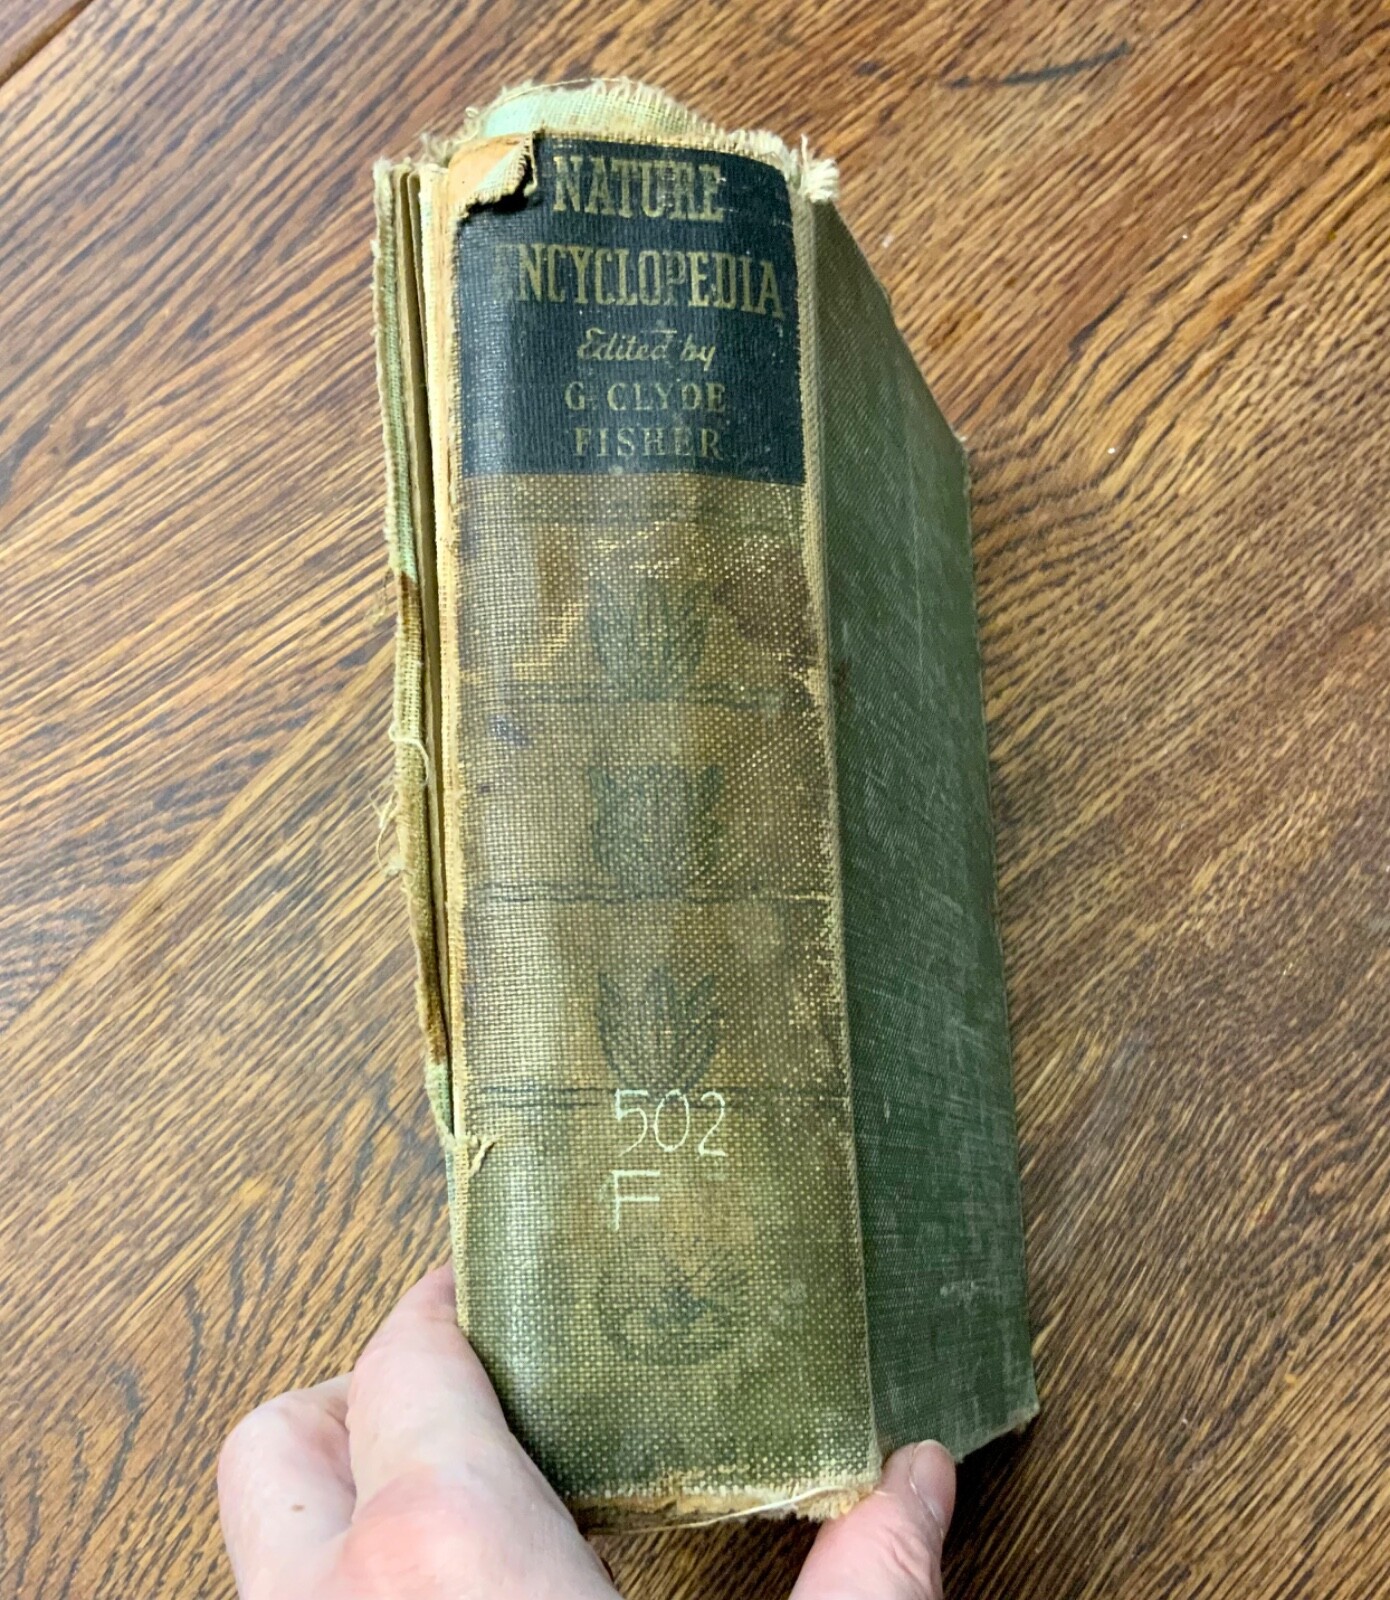 NATURE
ENCYCLOPEDIA
Edited by
G. CLYDE
FISHER
502
F